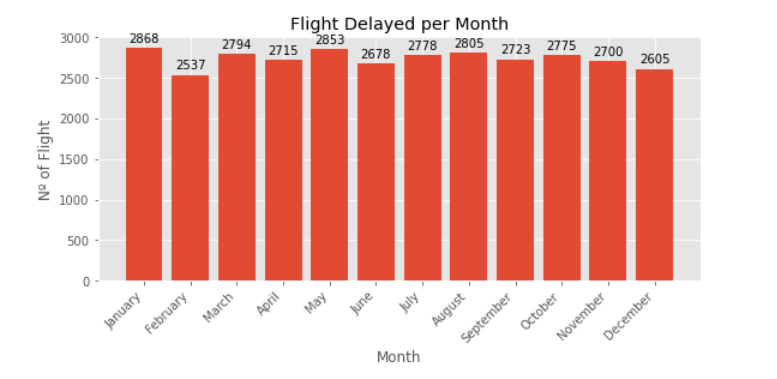 Flight Delayed per Month
Nº of Flight
3000
2500
2000
1500
1000
500
0
2868
2537
2794
2715
2853
2678
2778
2805
2723
2775
2700
2605
January
February
March
April
May
June
July
August
September
October
November
December
Month